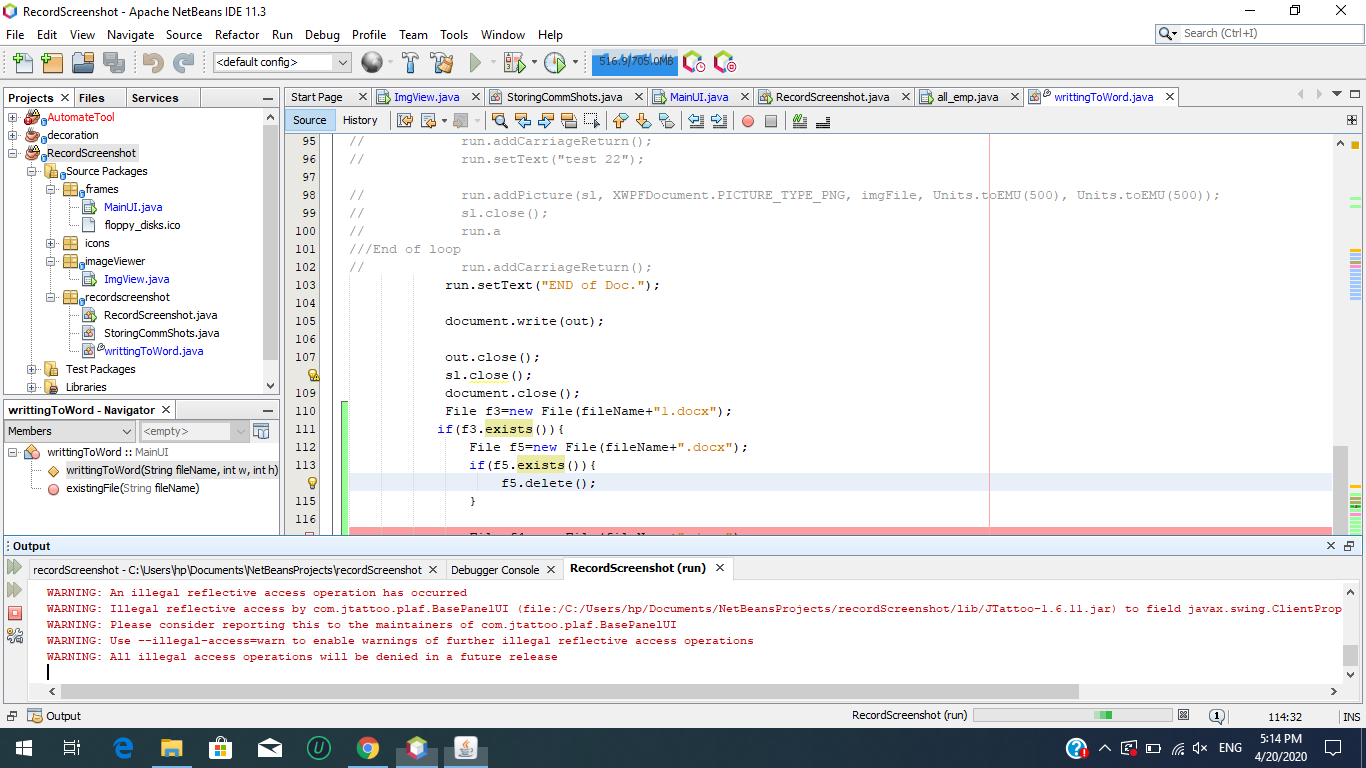 RecordScreenshot - Apache NetBeans IDE 11.3
File Edit View Navigate Source Refactor Run Debug Profile Team Tools Window Help
Search (Ctrl+I)
<default config>
516.9/705.0MB
Projects Files Services
Start Page ImgView.java StoringCommShots.java MainUI.java RecordScreenshot.java all_emp.java writtingToWord.java
Source History
AutomateTool
decoration
RecordScreenshot
Source Packages
frames
MainUI.java
floppy_disks.ico
icons
imageViewer
ImgView.java
recordscreenshot
RecordScreenshot.java
StoringCommShots.java
writtingToWord.java
Test Packages
Libraries
writtingToWord - Navigator
Members <empty>
writtingToWord :: MainUI
writtingToWord(String fileName, int w, int h)
existingFile(String fileName)
95 // run.addCarriageReturn();
96 // run.setText("test 22");
97
98 // run.addPicture(sl, XWPFDocument.PICTURE_TYPE_PNG, imgFile, Units.toEMU(500), Units.toEMU(500));
99 // sl.close();
100 // run.a
101 ///End of loop
102 // run.addCarriageReturn();
103 run.setText("END of Doc.");
104
105 document.write(out);
106
107 out.close();
sl.close();
109 document.close();
110 File f3=new File(fileName+"l.docx");
111 if(f3.exists()){
112 File f5=new File(fileName+".docx");
113 if(f5.exists()){
f5.delete();
115 }
116
Output
recordScreenshot - C:\Users\hp\Documents\NetBeansProjects\recordScreenshot Debugger Console RecordScreenshot (run)
WARNING: An illegal reflective access operation has occurred
WARNING: Illegal reflective access by com.jtattoo.plaf.BasePanelUI (file:/C:/Users/hp/Documents/NetBeansProjects/recordScreenshot/lib/JTattoo-1.6.11.jar) to field javax.swing.ClientProp
WARNING: Please consider reporting this to the maintainers of com.jtattoo.plaf.BasePanelUI
WARNING: Use --illegal-access=warn to enable warnings of further illegal reflective access operations
WARNING: All illegal access operations will be denied in a future release
Output
RecordScreenshot (run)
1
114:32
INS
ENG
5:14 PM
4/20/2020